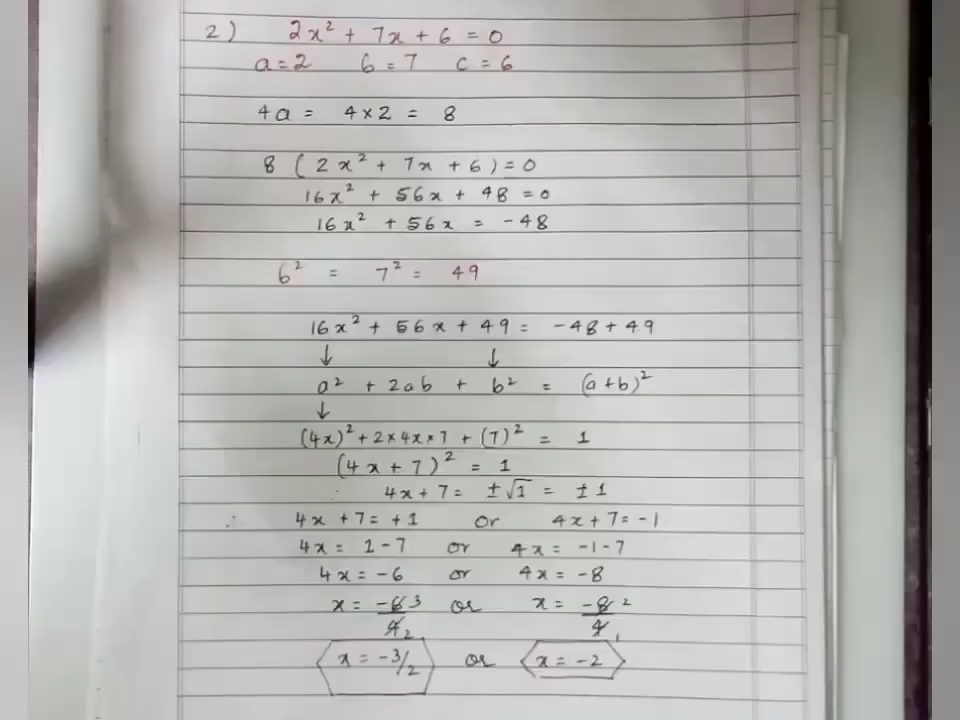 2) 2x² + 7x + 6 = 0
a = 2 b = 7 c = 6
4a = 4 × 2 = 8
8 ( 2x² + 7x + 6 ) = 0
16x² + 56x + 48 = 0
16x² + 56x = -48
b² = 7² = 49
16x² + 56x + 49 = -48 + 49
↓ ↓
a² + 2ab + b² = (a+b)²
↓
(4x)² + 2 × 4x × 7 + (7)² = 1
(4x + 7)² = 1
4x + 7 = ±√1 = ± 1
∴ 4x + 7 = +1 or 4x + 7 = -1
4x = 1 - 7 or 4x = -1 - 7
4x = -6 or 4x = -8
x = -6 3 or x = -8 2
4 2 4 1
x = -3/2 or x = -2